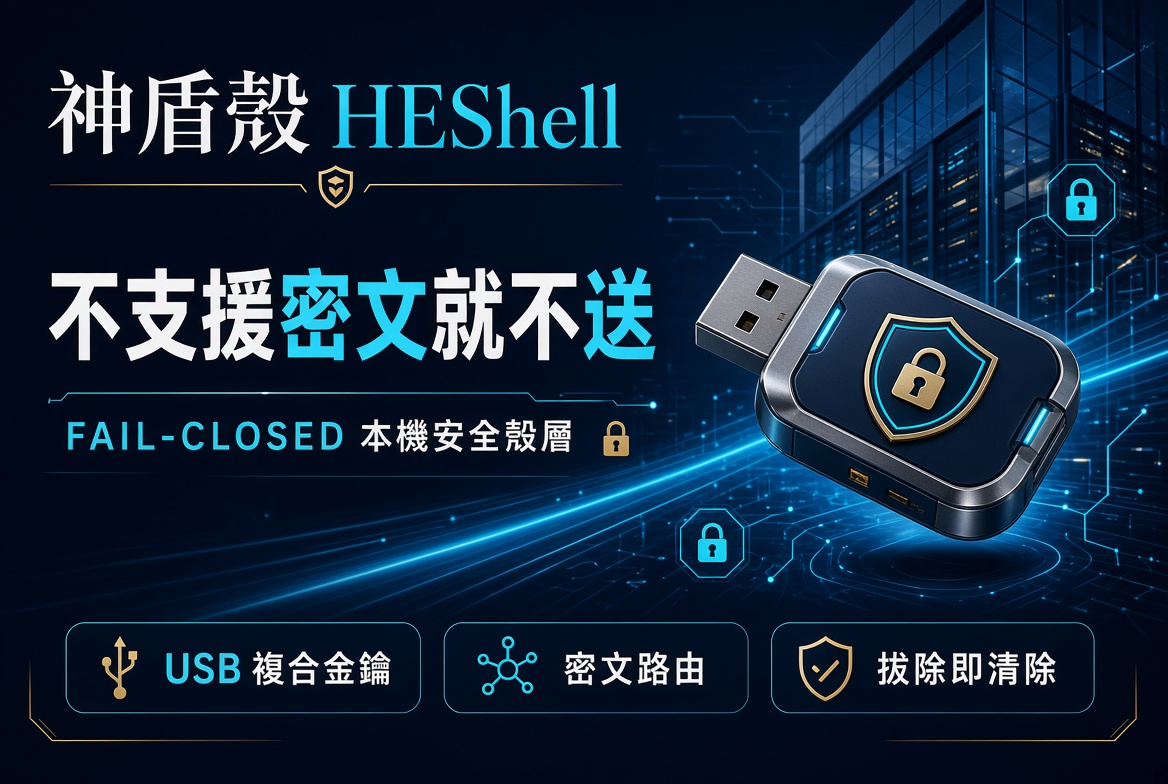 神盾殼 HEShell
不支援密文就不送
FAIL-CLOSED 本機安全殼層
USB 複合金鑰
密文路由
拔除即清除